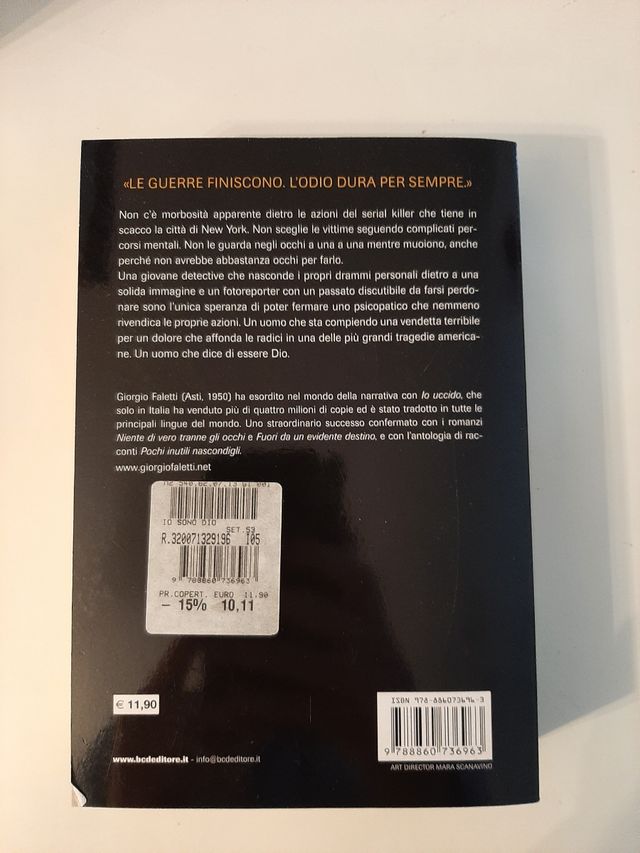 «LE GUERRE FINISCONO. L'ODIO DURA PER SEMPRE.»
Non c'è morbosità apparente dietro le azioni del serial killer che tiene in
scacco la città di New York. Non sceglie le vittime seguendo complicati per-
corsi mentali. Non le guarda negli occhi a una a una mentre muoiono, anche
perché non avrebbe abbastanza occhi per farlo.
Una giovane detective che nasconde i propri drammi personali dietro a una
solida immagine e un fotoreporter con un passato discutibile da farsi perdo-
nare sono l'unica speranza di poter fermare uno psicopatico che nemmeno
rivendica le proprie azioni. Un uomo che sta compiendo una vendetta terribile
per un dolore che affonda le radici in una delle più grandi tragedie america-
ne. Un uomo che dice di essere Dio.
Giorgio Faletti (Asti, 1950) ha esordito nel mondo della narrativa con Io uccido, che
solo in Italia ha venduto più di quattro milioni di copie ed è stato tradotto in tutte le
principali lingue del mondo. Uno straordinario successo confermato con i romanzi
Niente di vero tranne gli occhi e Fuori da un evidente destino, e con l'antologia di rac-
conti Pochi inutili nascondigli.
www.giorgiofaletti.net
IO SONO DIO
SET.53
R.320071329196 I05
9 788860 736963
PR.COPERT. EURO 11.90
- 15% 10,11
€ 11,90
ISBN 978-88-6073-696-3
9 788860 736963
www.bcdeditore.it - info@bcdeditore.it
ART DIRECTOR MARA SCANAVINO